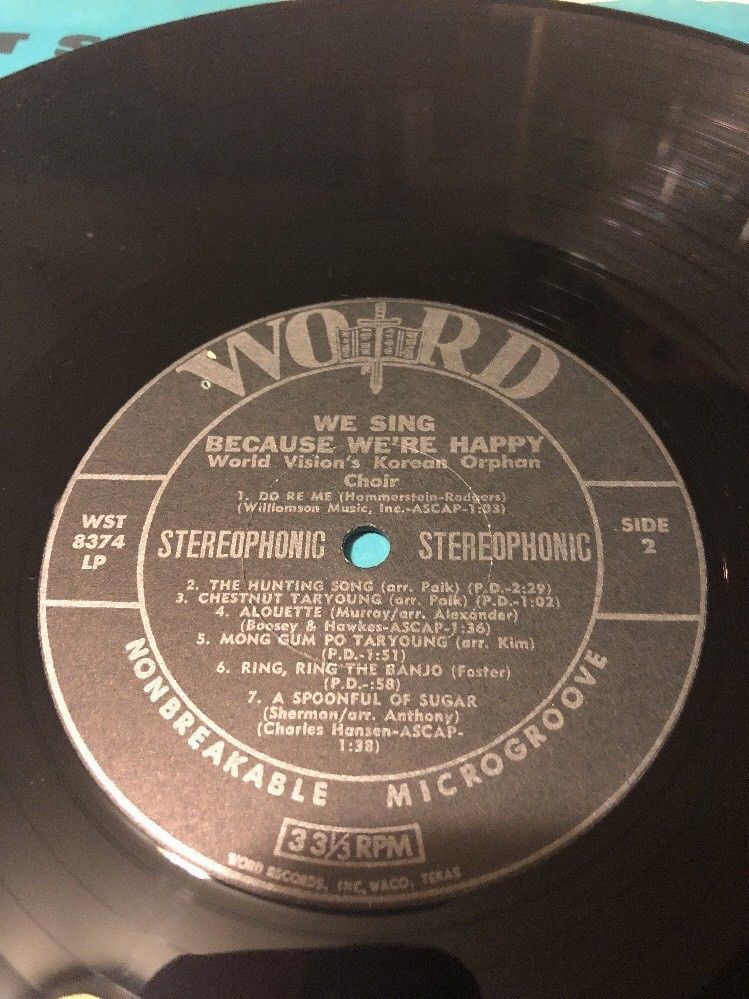 T S
WORD
WE SING
BECAUSE WE'RE HAPPY
World Vision's Korean Orphan
Choir
1. DO RE ME (Hammerstein-Rodgers)
(Williamson Music, Inc.-ASCAP-1:03)
WST
8374
LP
STEREOPHONIC STEREOPHONIC
SIDE
2
2. THE HUNTING SONG (arr. Paik) (P.D.-2:29)
3. CHESTNUT TARYOUNG (arr. Paik) (P.D.-1:02)
4. ALOUETTE (Murray/arr. Alexander)
(Boosey & Hawkes-ASCAP-1:36)
5. MONG GUM PO TARYOUNG (arr. Kim)
(P.D.-1:51)
6. RING, RING THE BANJO (Foster)
(P.D.-:58)
7. A SPOONFUL OF SUGAR
(Sherman/arr. Anthony)
(Charles Hansen-ASCAP-
1:38)
NONBREAKABLE MICROGROOVE
33⅓ RPM
WORD RECORDS, INC. WACO, TEXAS